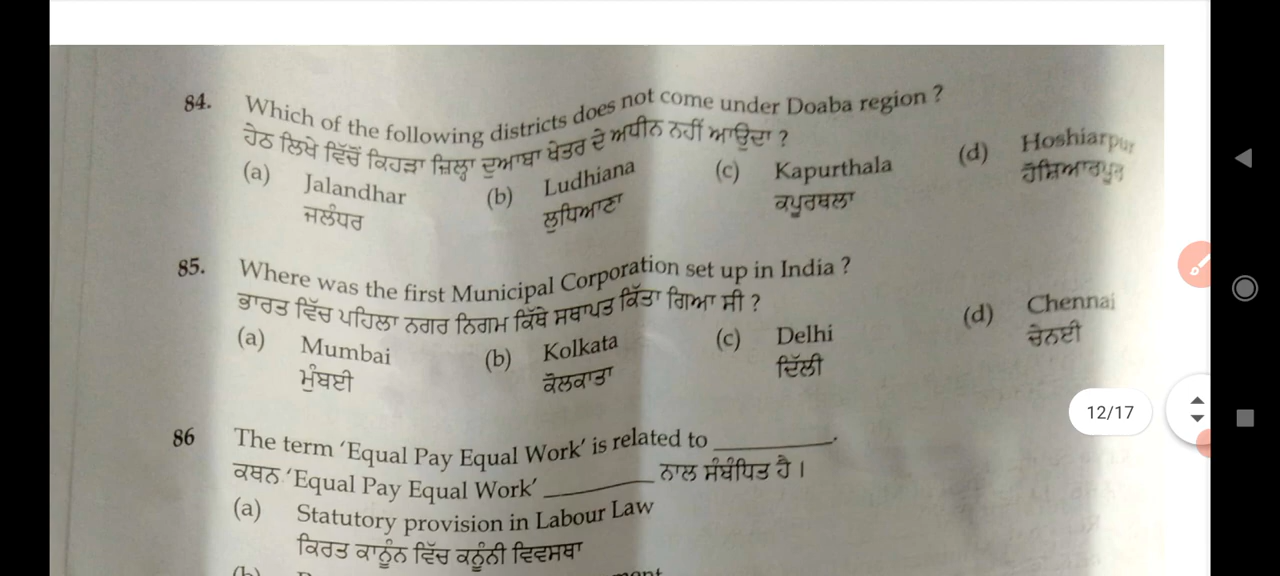 84. Which of the following districts does not come under Doaba region ?
ਹੇਠ ਲਿਖੇ ਵਿੱਚੋਂ ਕਿਹੜਾ ਜ਼ਿਲ੍ਹਾ ਦੁਆਬਾ ਖੇਤਰ ਦੇ ਅਧੀਨ ਨਹੀਂ ਆਉਂਦਾ ?
(a) Jalandhar (b) Ludhiana (c) Kapurthala (d) Hoshiarpur
ਜਲੰਧਰ ਲੁਧਿਆਣਾ ਕਪੂਰਥਲਾ ਹੋਸ਼ਿਆਰਪੁਰ
85. Where was the first Municipal Corporation set up in India ?
ਭਾਰਤ ਵਿੱਚ ਪਹਿਲਾ ਨਗਰ ਨਿਗਮ ਕਿੱਥੇ ਸਥਾਪਤ ਕਿੱਤਾ ਗਿਆ ਸੀ ?
(a) Mumbai (b) Kolkata (c) Delhi (d) Chennai
ਮੁੰਬਈ ਕੋਲਕਾਤਾ ਦਿੱਲੀ ਚੇਨਈ
12/17
86 The term ‘Equal Pay Equal Work’ is related to ________.
ਕਥਨ ‘Equal Pay Equal Work’ ________ ਨਾਲ ਸੰਬੰਧਿਤ ਹੈ।
(a) Statutory provision in Labour Law
ਕਿਰਤ ਕਾਨੂੰਨ ਵਿੱਚ ਕਨੂੰਨੀ ਵਿਵਸਥਾ